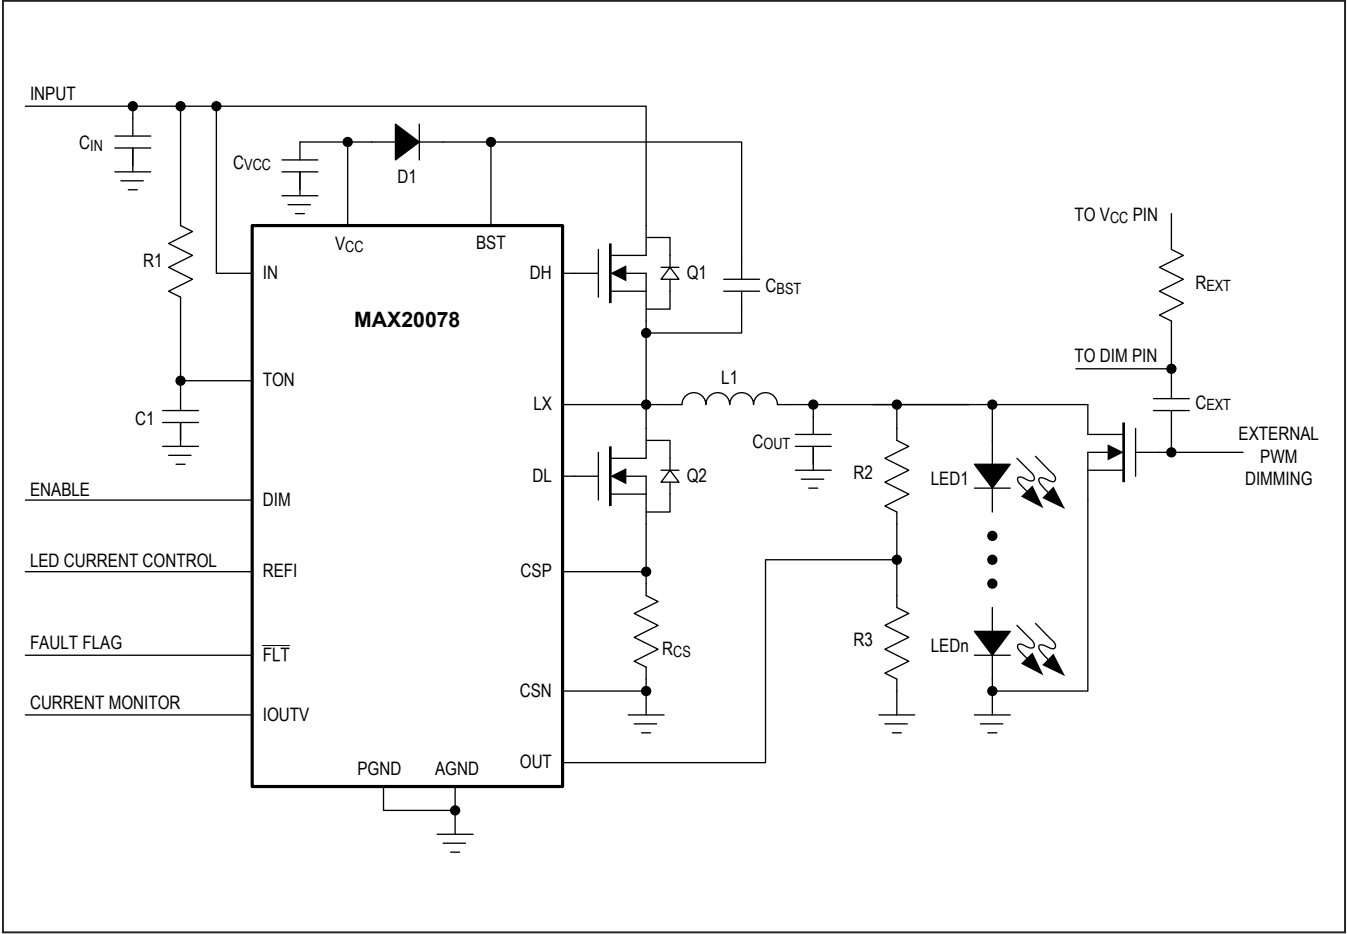 INPUT
CIN
CVCC
D1
TO VCC PIN
VCC
BST
R1
IN
DH
Q1
CBST
REXT
MAX20078
TO DIM PIN
TON
L1
LX
CEXT
C1
COUT
EXTERNAL
PWM
DIMMING
R2
LED1
DL
Q2
ENABLE
DIM
LED CURRENT CONTROL
REFI
CSP
FAULT FLAG
FLT
RCS
R3
LEDn
CURRENT MONITOR
IOUTV
CSN
OUT
PGND
AGND